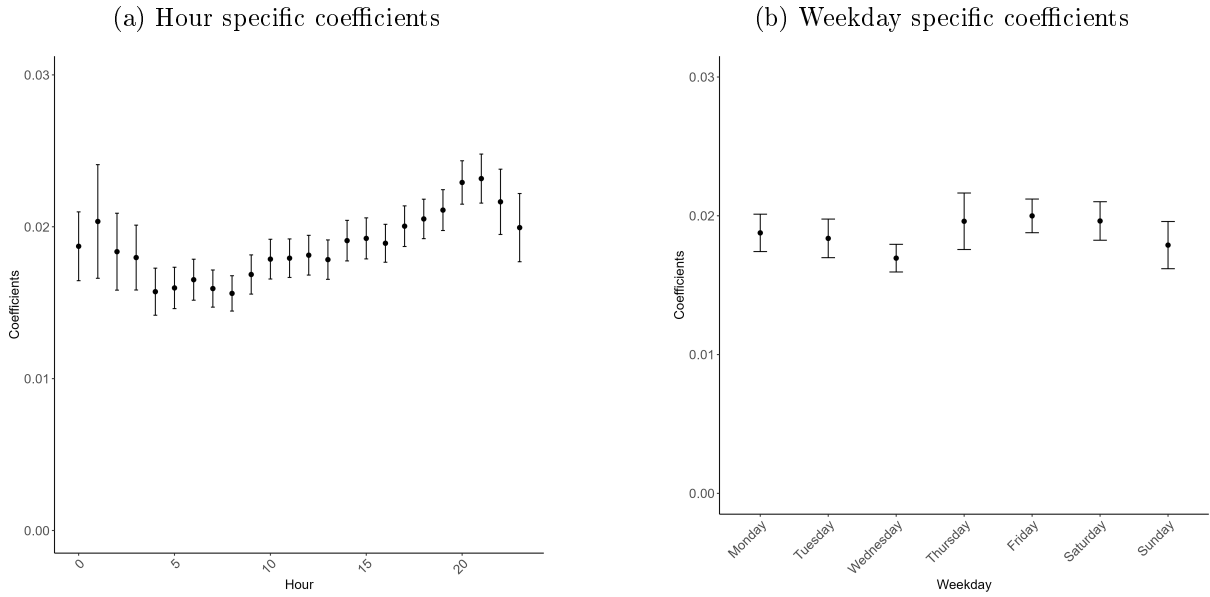 (a) Hour specific coefficients
0.03
0.02
0.01
0.00
Coefficients
0
5
10
15
20
Hour
(b) Weekday specific coefficients
0.03
0.02
0.01
0.00
Coefficients
Monday
Tuesday
Wednesday
Thursday
Friday
Saturday
Sunday
Weekday